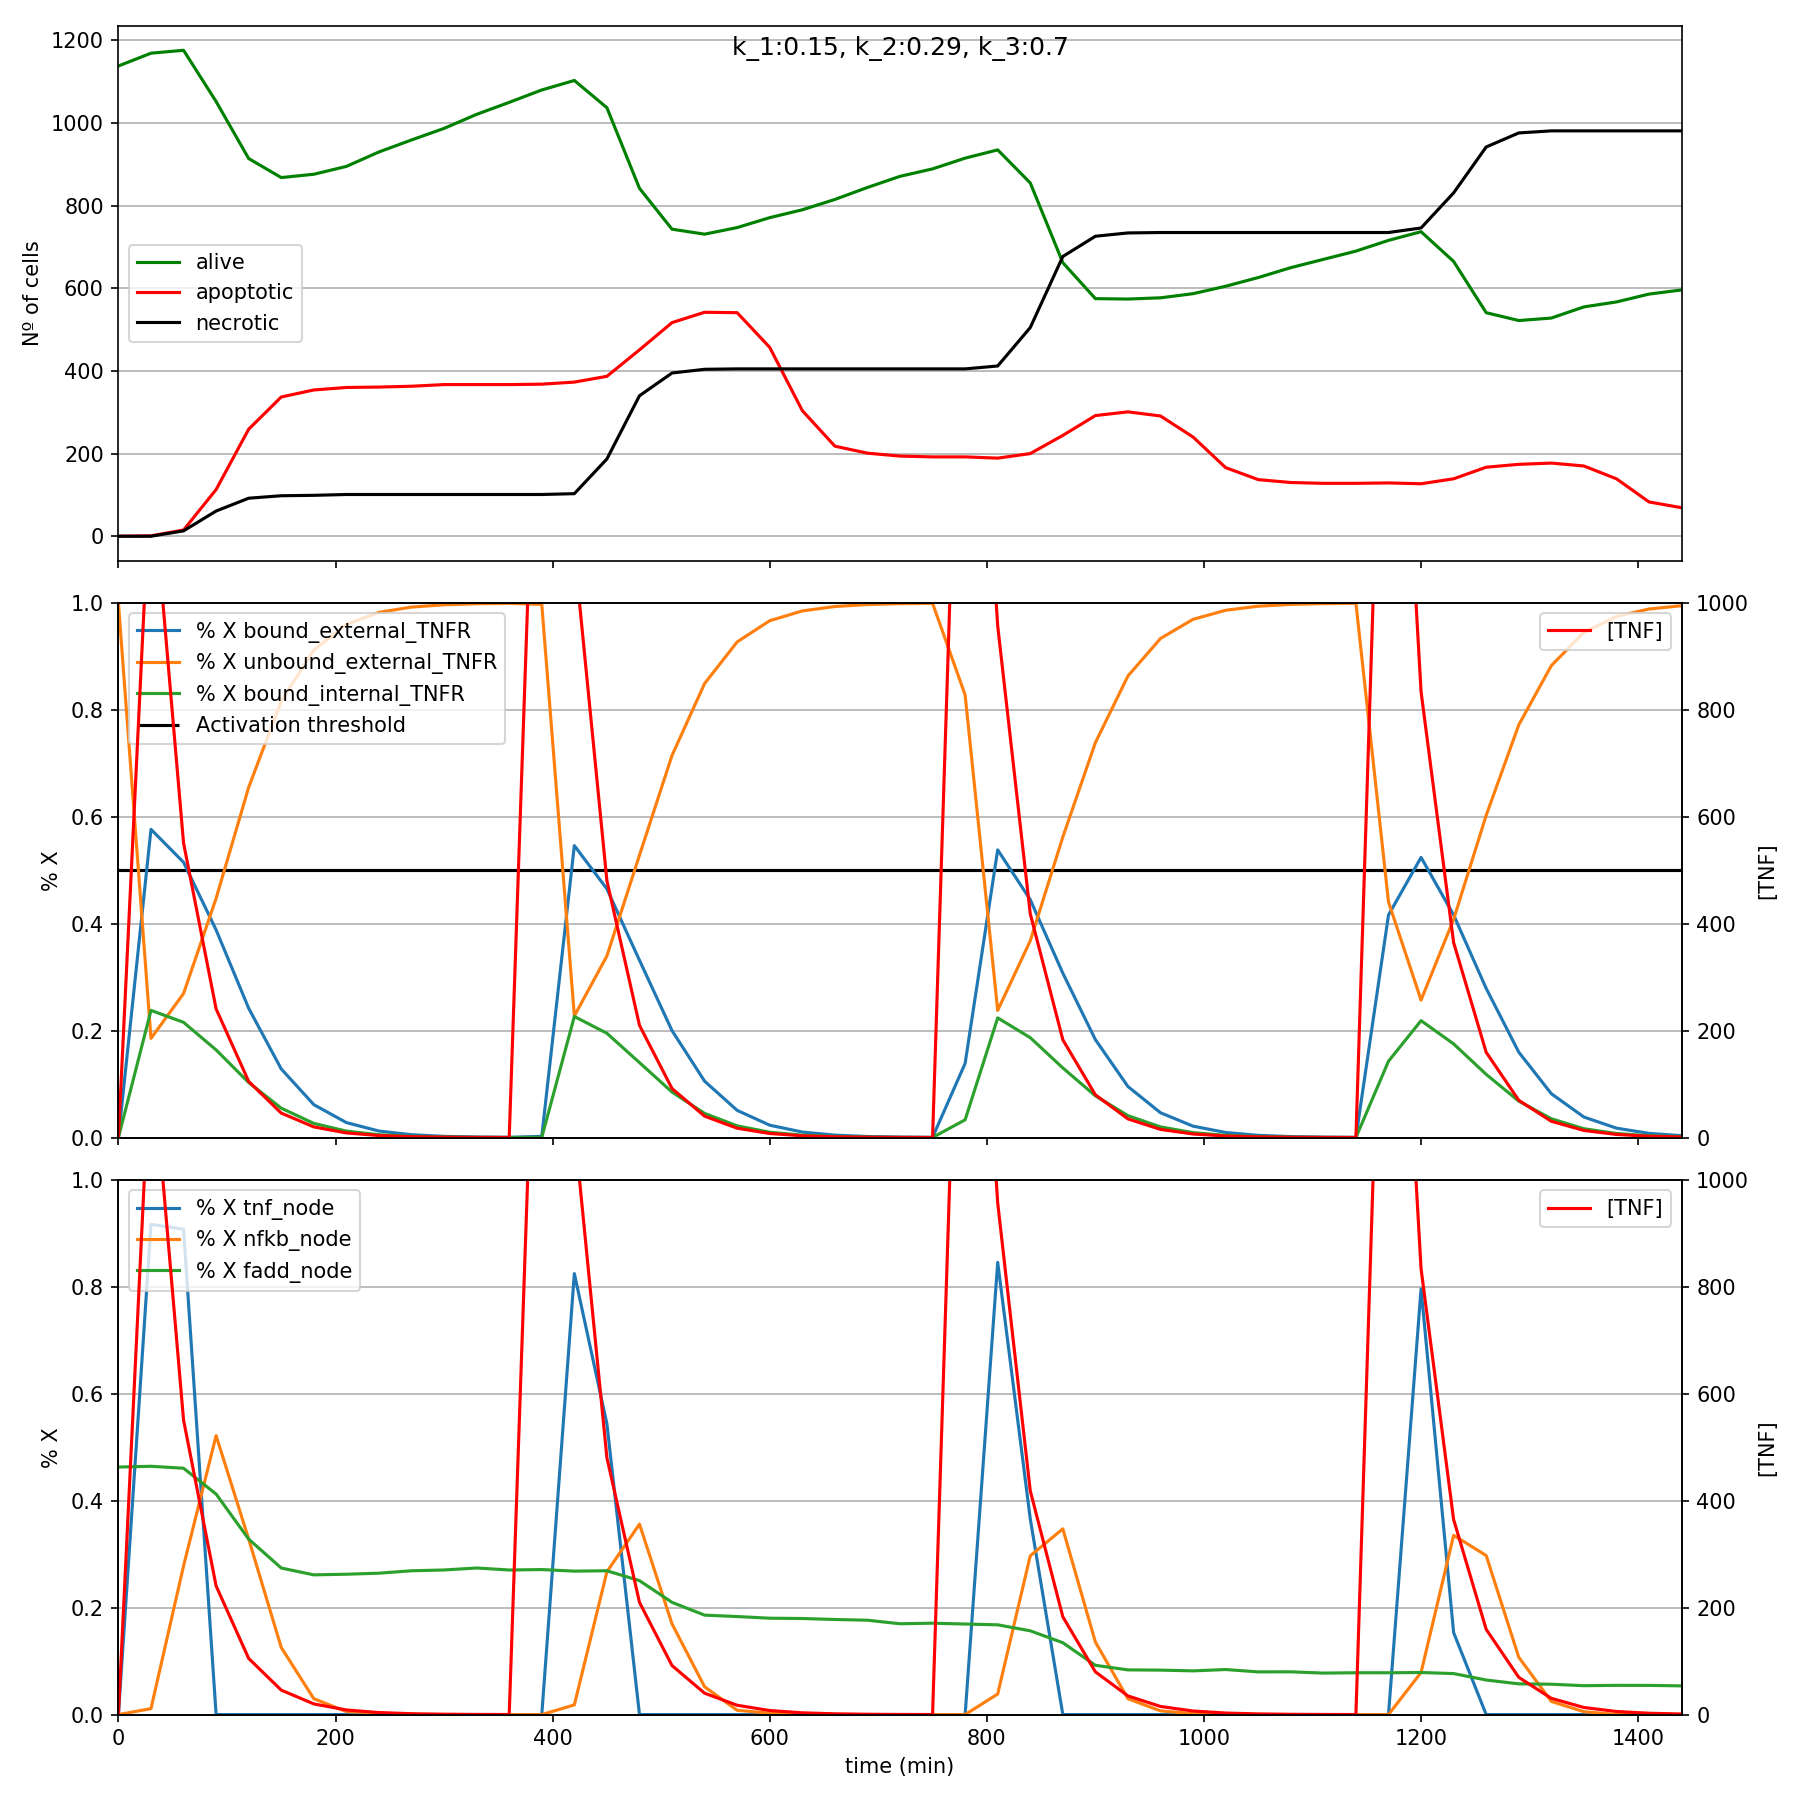 k_1:0.15, k_2:0.29, k_3:0.7
Nº of cells
1200
1000
800
600
400
200
0
alive
apoptotic
necrotic
% X
1.0
0.8
0.6
0.4
0.2
0.0
% X bound_external_TNFR
% X unbound_external_TNFR
% X bound_internal_TNFR
Activation threshold
[TNF]
1000
800
600
400
200
0
[TNF]
% X
1.0
0.8
0.6
0.4
0.2
0.0
% X tnf_node
% X nfkb_node
% X fadd_node
[TNF]
1000
800
600
400
200
0
[TNF]
0 200 400 600 800 1000 1200 1400
time (min)